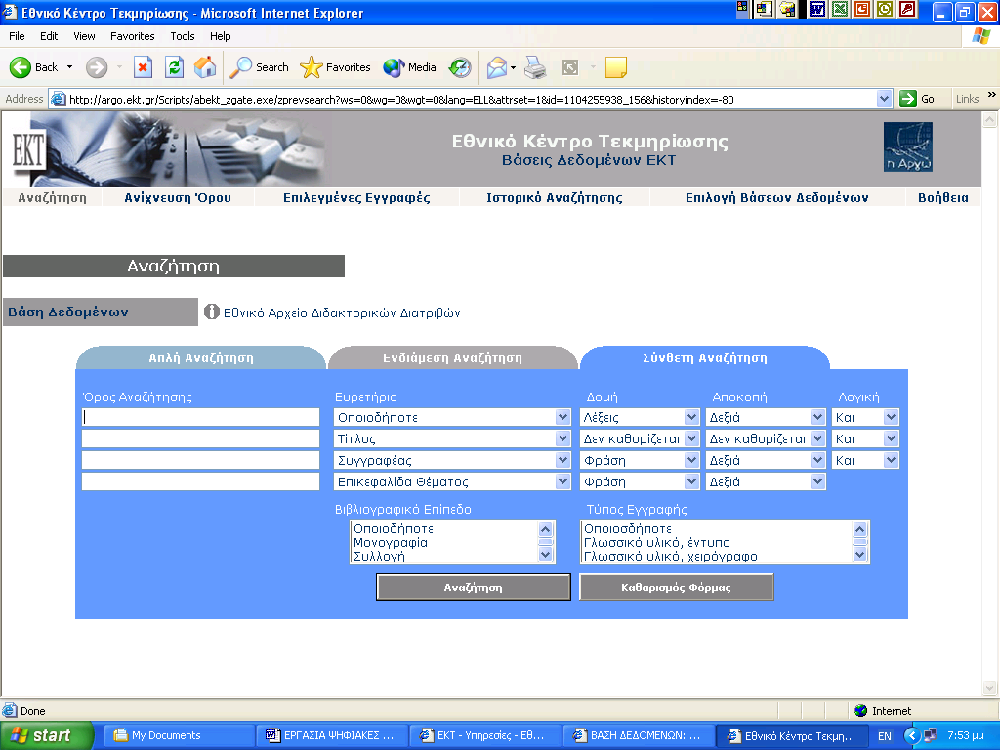 Εθνικό Κέντρο Τεκμηρίωσης - Microsoft Internet Explorer
File Edit View Favorites Tools Help
Back Search Favorites Media
Address http://argo.ekt.gr/Scripts/abekt_zgate.exe/zprevsearch?ws=0&wg=0&wgt=0&lang=ELL&attrset=1&id=1104255938_156&historyindex=-80 Go Links »
EKT
Εθνικό Κέντρο Τεκμηρίωσης
Βάσεις Δεδομένων ΕΚΤ
η Αργώ
Αναζήτηση Ανίχνευση Όρου Επιλεγμένες Εγγραφές Ιστορικό Αναζήτησης Επιλογή Βάσεων Δεδομένων Βοήθεια
Αναζήτηση
Βάση Δεδομένων Εθνικό Αρχείο Διδακτορικών Διατριβών
Απλή Αναζήτηση Ενδιάμεση Αναζήτηση Σύνθετη Αναζήτηση
Όρος Αναζήτησης Ευρετήριο Δομή Αποκοπή Λογική
Οποιοδήποτε Λέξεις Δεξιά Και
Τίτλος Δεν καθορίζεται Δεν καθορίζεται Και
Συγγραφέας Φράση Δεξιά Και
Επικεφαλίδα Θέματος Φράση Δεξιά
Βιβλιογραφικό Επίπεδο Τύπος Εγγραφής
Οποιοδήποτε Οποιοσδήποτε
Μονογραφία Γλωσσικό υλικό, έντυπο
Συλλογή Γλωσσικό υλικό, χειρόγραφο
Αναζήτηση Καθαρισμός Φόρμας
Done Internet
start My Documents ΕΡΓΑΣΙΑ ΨΗΦΙΑΚΕΣ ... ΕΚΤ - Υπηρεσίες - Εθ... ΒΑΣΗ ΔΕΔΟΜΕΝΩΝ: ... Εθνικό Κέντρο Τεκμη... EN 7:53 μμ